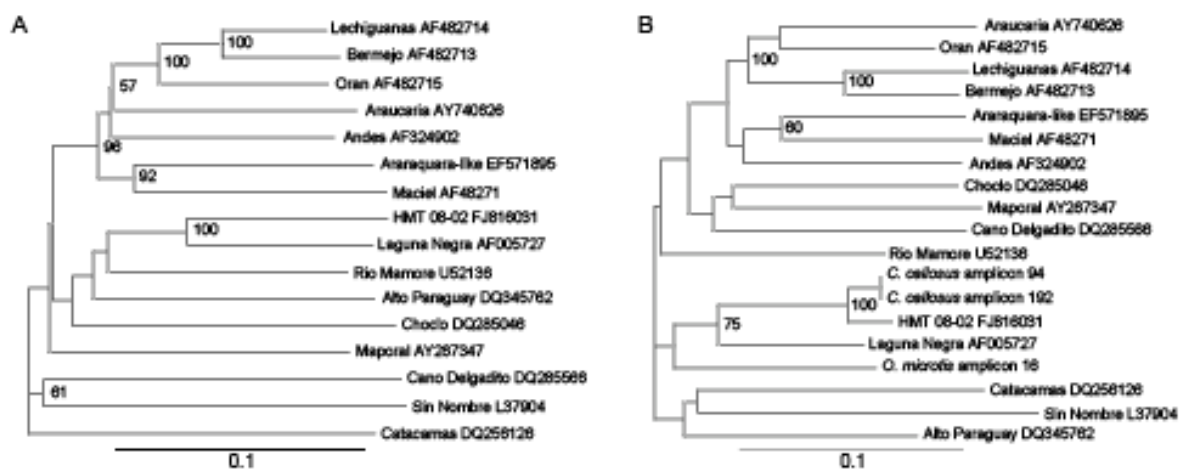 A
Lechiguanas AF482714
100
Bermejo AF482713
100
Oran AF482715
57
Araucaria AY740626
Andes AF324902
96
Araraquara-like EF571895
92
Maciel AF48271
HMT 08-02 FJ816031
100
Laguna Negra AF005727
Rio Mamore U52136
Alto Paraguay DQ345762
Choclo DQ285046
Maporal AY267347
Cano Delgadito DQ285566
61
Sin Nombre L37904
Catacamas DQ256126
0.1
B
Araucaria AY740626
100
Oran AF482715
Lechiguanas AF482714
100
Bermejo AF482713
Araraquara-like EF571895
60
Maciel AF48271
Andes AF324902
Choclo DQ285046
Maporal AY267347
Cano Delgadito DQ285566
Rio Mamore U52136
C. callosus amplicon 94
C. callosus amplicon 192
100
HMT 08-02 FJ816031
75
Laguna Negra AF005727
O. microtis amplicon 16
Catacamas DQ256126
Sin Nombre L37904
Alto Paraguay DQ345762
0.1